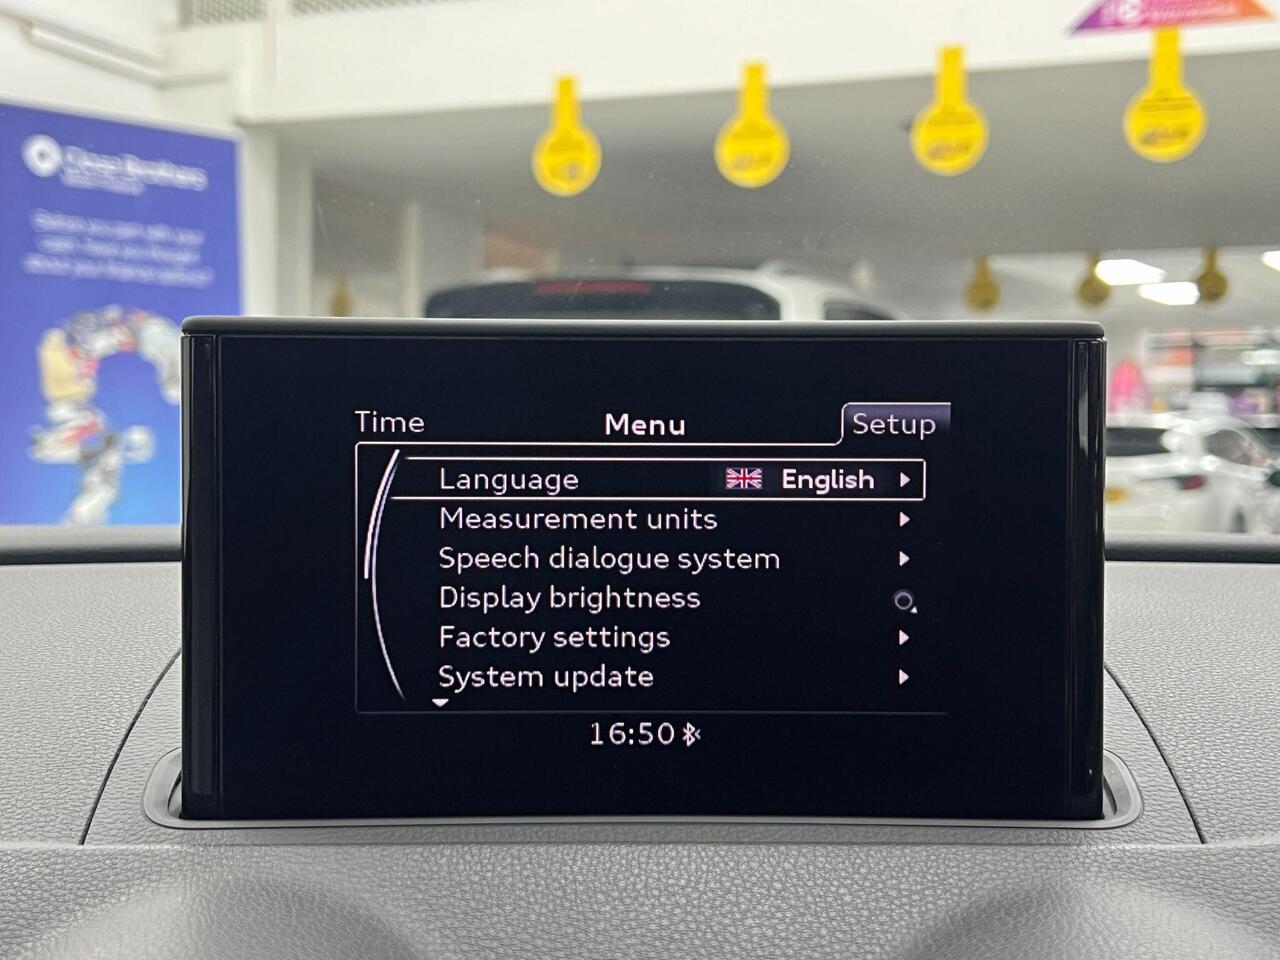 Time Menu Setup
Language English
Measurement units
Speech dialogue system
Display brightness
Factory settings
System update
16:50